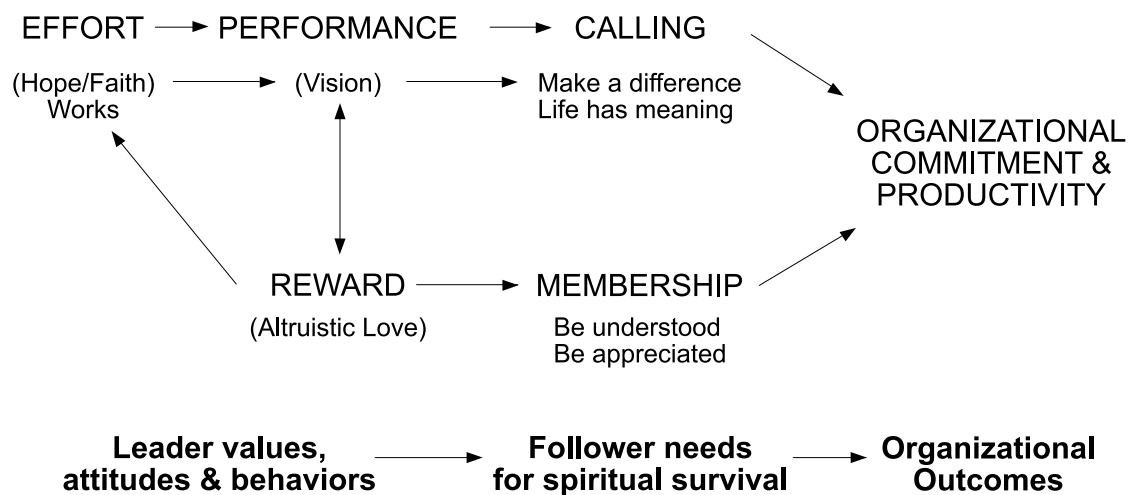 EFFORT PERFORMANCE CALLING
(Hope/Faith) (Vision) Make a difference
Works Life has meaning
ORGANIZATIONAL
COMMITMENT &
PRODUCTIVITY
REWARD MEMBERSHIP
(Altruistic Love) Be understood
Be appreciated
Leader values, Follower needs Organizational
attitudes & behaviors for spiritual survival Outcomes